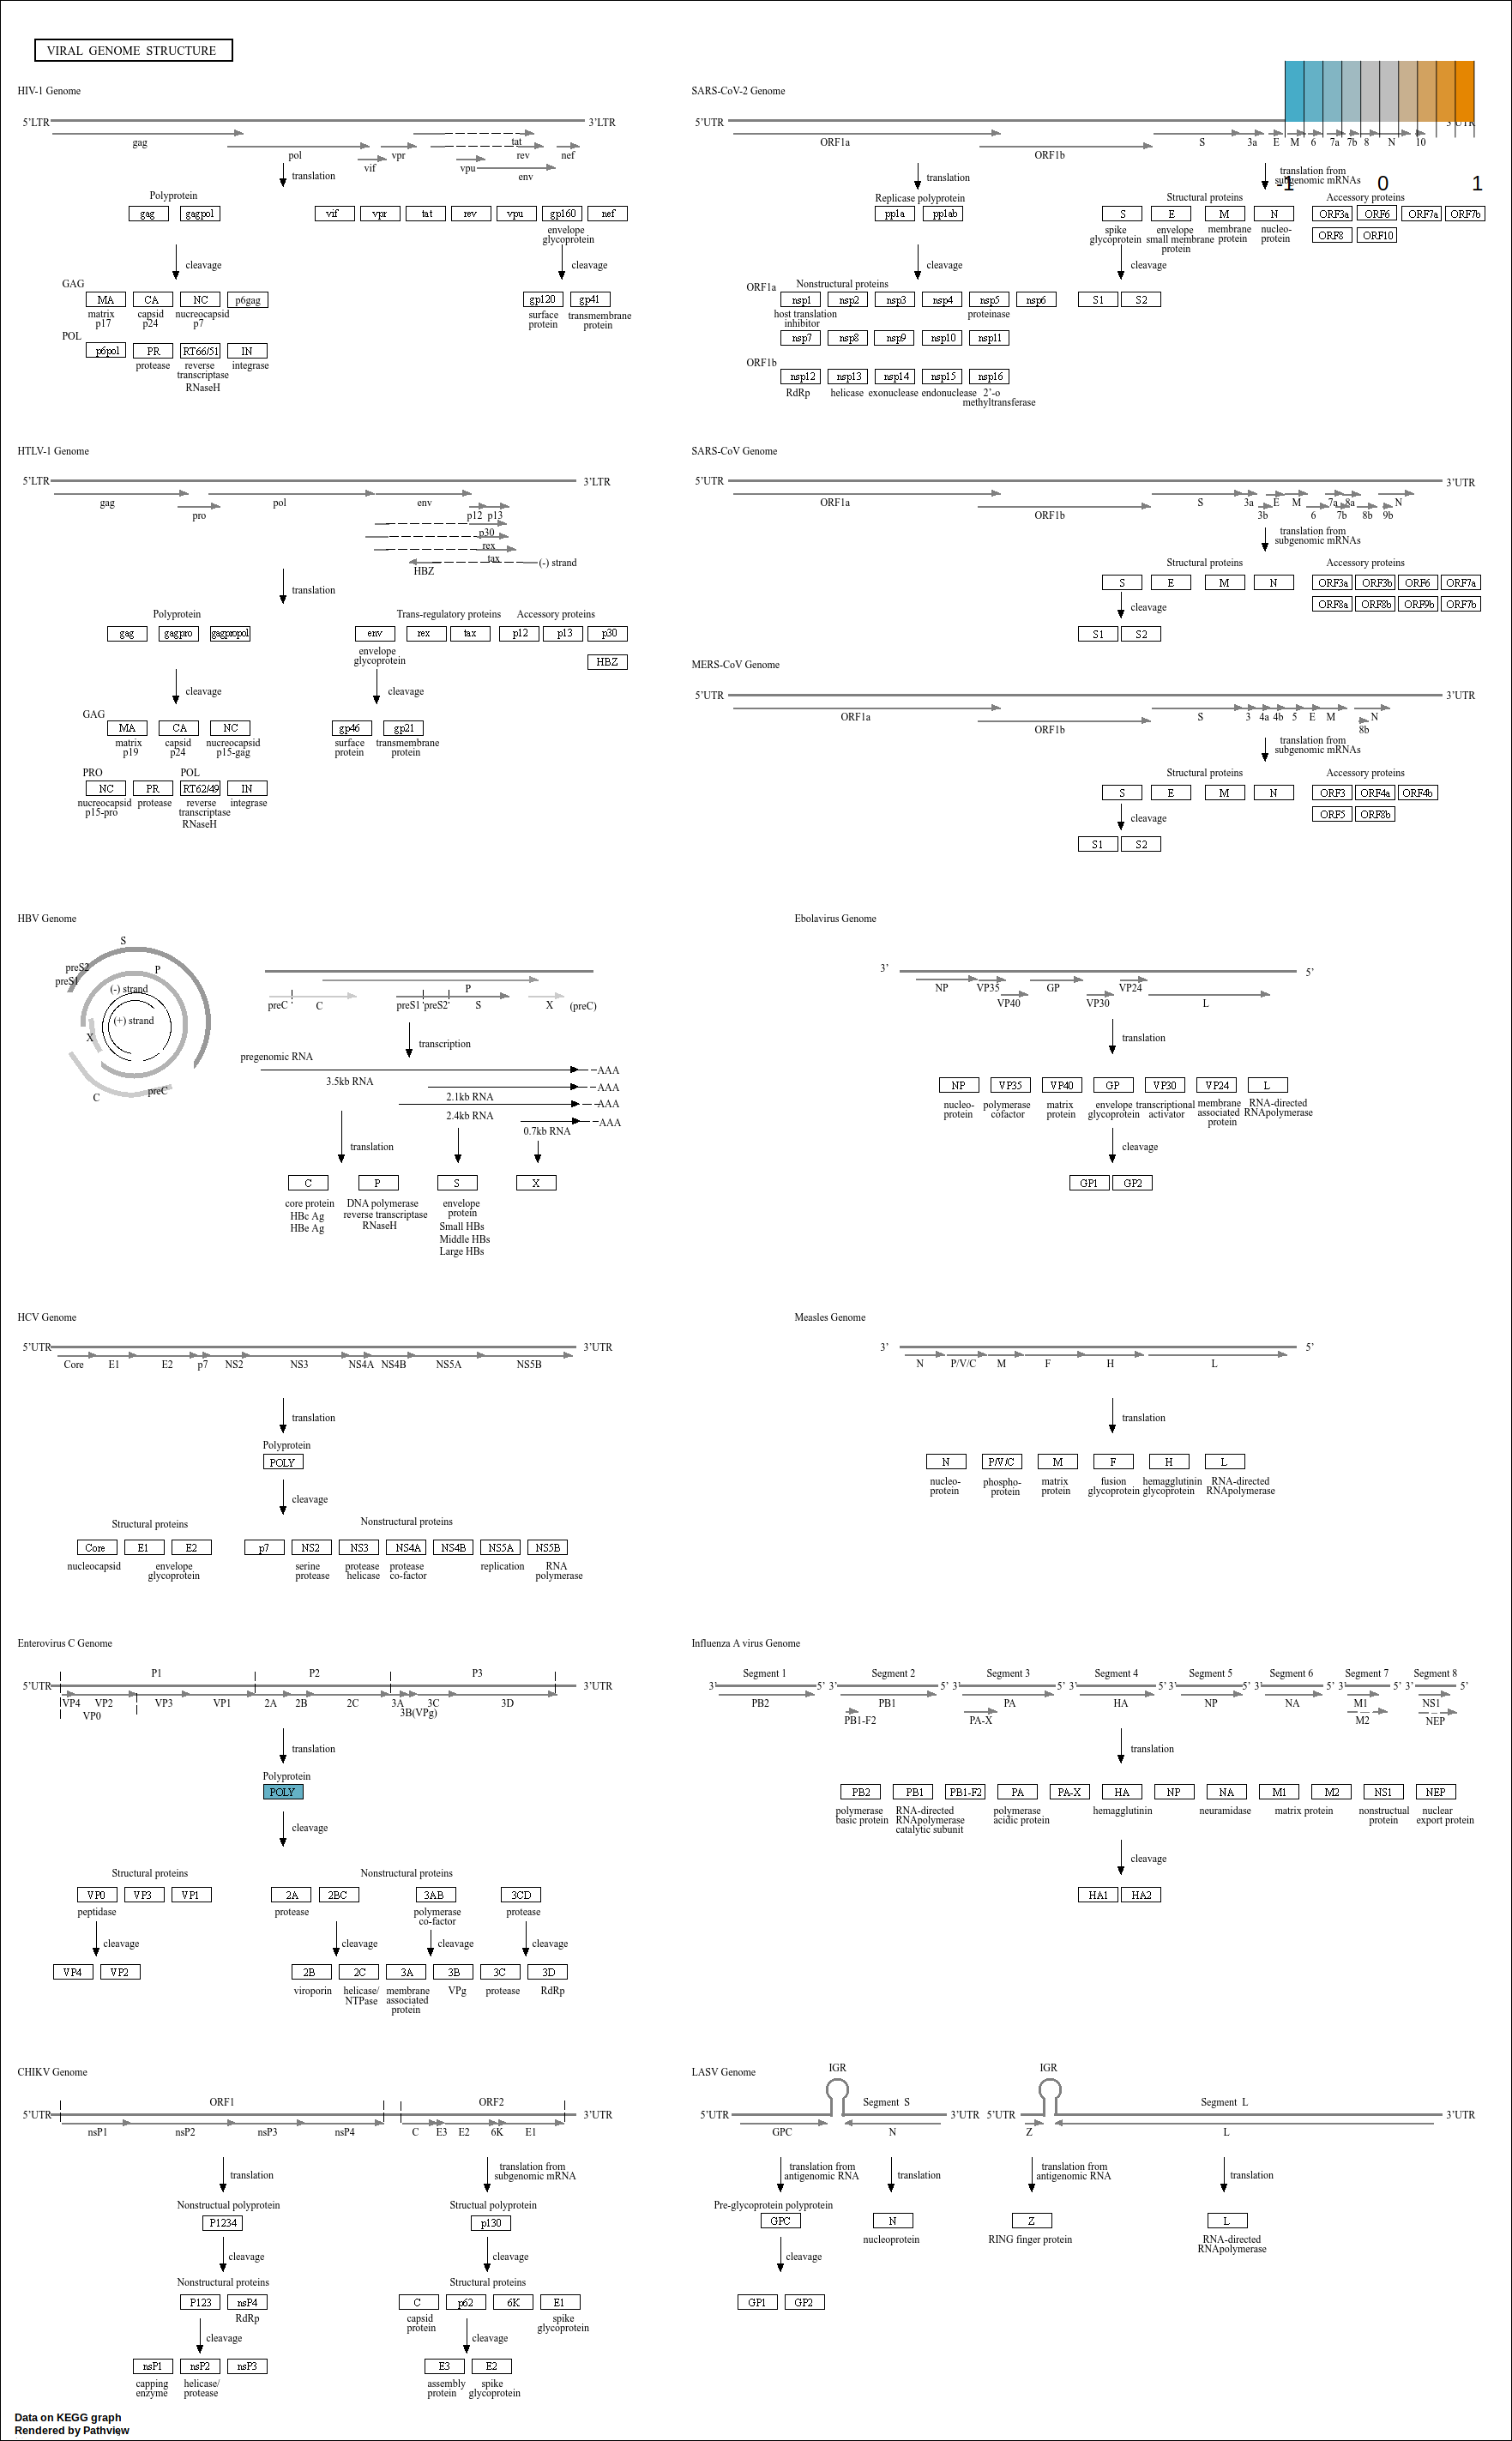 VIRAL GENOME STRUCTURE
HIV-1 Genome
5'LTR
3'LTR
gag
pol
vif
vpr
tat
rev
nef
vpu
env
translation
Polyprotein
gag
gagpol
vif
vpr
tat
rev
vpu
gp160
nef
envelope
glycoprotein
cleavage
cleavage
GAG
MA
CA
NC
p6gag
gp120
gp41
matrix
p17
capsid
p24
nucreocapsid
p7
surface
protein
transmembrane
protein
POL
p6pol
PR
RT66/51
IN
protease
reverse
transcriptase
RNaseH
integrase
SARS-CoV-2 Genome
5'UTR
3'UTR
ORF1a
ORF1b
S
3a
E
M
6
7a
7b
8
N
10
-1
0
1
translation
translation from
subgenomic mRNAs
Replicase polyprotein
Structural proteins
Accessory proteins
pp1a
pp1ab
S
E
M
N
ORF3a
ORF6
ORF7a
ORF7b
spike
glycoprotein
envelope
small membrane
protein
membrane
protein
nucleo-
protein
ORF8
ORF10
cleavage
cleavage
ORF1a
Nonstructural proteins
nsp1
nsp2
nsp3
nsp4
nsp5
nsp6
S1
S2
host translation
inhibitor
proteinase
nsp7
nsp8
nsp9
nsp10
nsp11
ORF1b
nsp12
nsp13
nsp14
nsp15
nsp16
RdRp
helicase
exonuclease
endonuclease
2'-o
methyltransferase
HTLV-1 Genome
5'LTR
3'LTR
gag
pro
pol
env
p12
p13
p30
rex
tax
HBZ
(-) strand
translation
Polyprotein
Trans-regulatory proteins
Accessory proteins
gag
gagpro
gagpropol
env
rex
tax
p12
p13
p30
envelope
glycoprotein
HBZ
cleavage
cleavage
GAG
MA
CA
NC
gp46
gp21
matrix
p19
capsid
p24
nucreocapsid
p15-gag
surface
protein
transmembrane
protein
PRO
POL
NC
PR
RT62/49
IN
nucreocapsid
p15-pro
protease
reverse
transcriptase
RNaseH
integrase
SARS-CoV Genome
5'UTR
3'UTR
ORF1a
ORF1b
S
3a
3b
E
M
6
7a
7b
8a
8b
9b
N
translation from
subgenomic mRNAs
Structural proteins
Accessory proteins
S
E
M
N
ORF3a
ORF3b
ORF6
ORF7a
cleavage
ORF8a
ORF8b
ORF9b
ORF7b
S1
S2
MERS-CoV Genome
5'UTR
3'UTR
ORF1a
ORF1b
S
3
4a
4b
5
E
M
8b
N
translation from
subgenomic mRNAs
Structural proteins
Accessory proteins
S
E
M
N
ORF3
ORF4a
ORF4b
cleavage
ORF5
ORF8b
S1
S2
HBV Genome
S
preS2
preS1
P
(-) strand
(+) strand
X
C
preC
P
preC
C
preS1
preS2
S
X
(preC)
transcription
pregenomic RNA
AAA
3.5kb RNA
AAA
2.1kb RNA
AAA
2.4kb RNA
AAA
0.7kb RNA
translation
C
P
S
X
core protein
HBc Ag
HBe Ag
DNA polymerase
reverse transcriptase
RNaseH
envelope
protein
Small HBs
Middle HBs
Large HBs
Ebolavirus Genome
3'
5'
NP
VP35
VP40
GP
VP30
VP24
L
translation
NP
VP35
VP40
GP
VP30
VP24
L
nucleo-
protein
polymerase
cofactor
matrix
protein
envelope
glycoprotein
transcriptional
activator
membrane
associated
protein
RNA-directed
RNApolymerase
cleavage
GP1
GP2
HCV Genome
5'UTR
3'UTR
Core
E1
E2
p7
NS2
NS3
NS4A
NS4B
NS5A
NS5B
translation
Polyprotein
POLY
cleavage
Structural proteins
Nonstructural proteins
Core
E1
E2
p7
NS2
NS3
NS4A
NS4B
NS5A
NS5B
nucleocapsid
envelope
glycoprotein
serine
protease
protease
helicase
protease
co-factor
replication
RNA
polymerase
Measles Genome
3'
5'
N
P/V/C
M
F
H
L
translation
N
P/V/C
M
F
H
L
nucleo-
protein
phospho-
protein
matrix
protein
fusion
glycoprotein
hemagglutinin
glycoprotein
RNA-directed
RNApolymerase
Enterovirus C Genome
P1
P2
P3
5'UTR
3'UTR
VP4
VP2
VP0
VP3
VP1
2A
2B
2C
3A
3B(VPg)
3C
3D
translation
Polyprotein
POLY
cleavage
Structural proteins
Nonstructural proteins
VP0
VP3
VP1
2A
2BC
3AB
3CD
peptidase
protease
polymerase
co-factor
protease
cleavage
cleavage
cleavage
cleavage
VP4
VP2
2B
2C
3A
3B
3C
3D
viroporin
helicase/
NTPase
membrane
associated
protein
VPg
protease
RdRp
Influenza A virus Genome
Segment 1
Segment 2
Segment 3
Segment 4
Segment 5
Segment 6
Segment 7
Segment 8
3'
5'
3'
5'
3'
5'
3'
5'
3'
5'
3'
5'
3'
5'
3'
5'
PB2
PB1
PA
HA
NP
NA
M1
NS1
PB1-F2
PA-X
M2
NEP
translation
PB2
PB1
PB1-F2
PA
PA-X
HA
NP
NA
M1
M2
NS1
NEP
polymerase
basic protein
RNA-directed
RNApolymerase
catalytic subunit
polymerase
acidic protein
hemagglutinin
neuramidase
matrix protein
nonstructual
protein
nuclear
export protein
cleavage
HA1
HA2
CHIKV Genome
ORF1
ORF2
5'UTR
3'UTR
nsP1
nsP2
nsP3
nsP4
C
E3
E2
6K
E1
translation
translation from
subgenomic mRNA
Nonstructual polyprotein
Structual polyprotein
P1234
p130
cleavage
cleavage
Nonstructural proteins
Structural proteins
P123
nsP4
C
p62
6K
E1
RdRp
capsid
protein
spike
glycoprotein
cleavage
cleavage
nsP1
nsP2
nsP3
E3
E2
capping
enzyme
helicase/
protease
assembly
protein
spike
glycoprotein
LASV Genome
IGR
IGR
Segment S
Segment L
5'UTR
3'UTR
5'UTR
3'UTR
GPC
N
Z
L
translation from
antigenomic RNA
translation
translation from
antigenomic RNA
translation
Pre-glycoprotein polyprotein
GPC
N
Z
L
nucleoprotein
RING finger protein
RNA-directed
RNApolymerase
cleavage
GP1
GP2
Data on KEGG graph
Rendered by Pathview